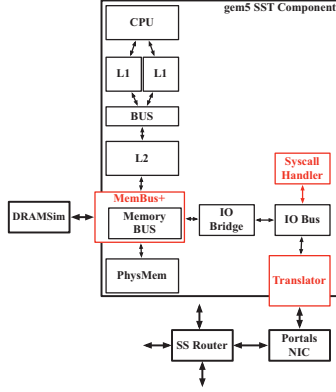 gem5 SST Component
CPU
L1
L1
BUS
L2
Syscall
Handler
MemBus+
DRAMSim
Memory
BUS
IO
Bridge
IO Bus
PhysMem
Translator
SS Router
Portals
NIC